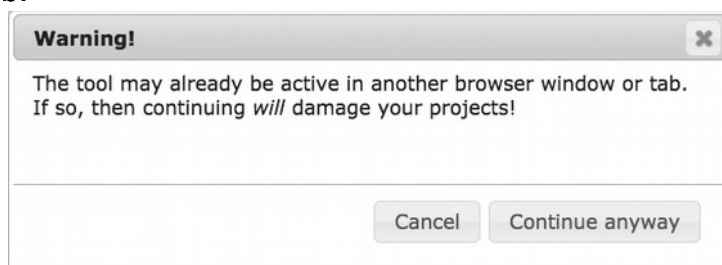 Warning!
The tool may already be active in another browser window or tab.
If so, then continuing will damage your projects!
Cancel Continue anyway